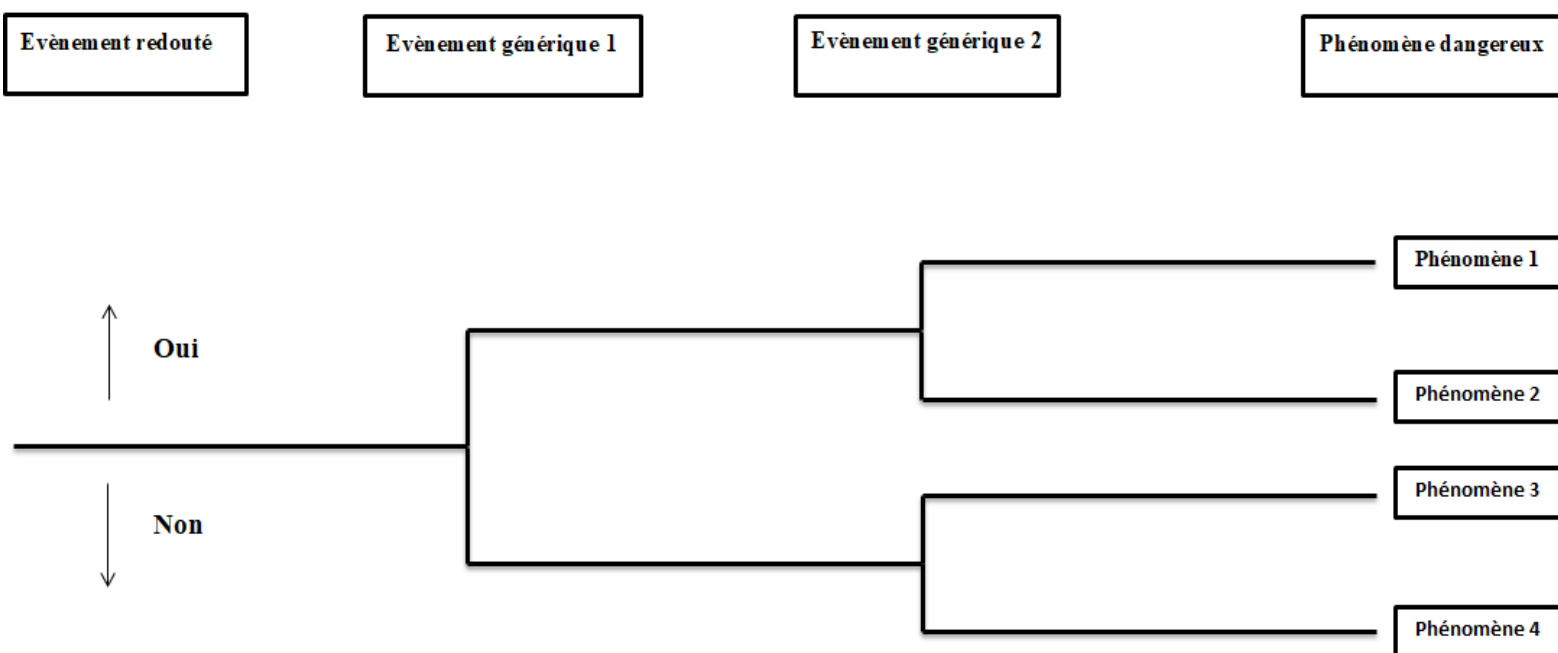 Evènement redouté
Evènement générique 1
Evènement générique 2
Phénomène dangereux
Phénomène 1
Oui
Phénomène 2
Phénomène 3
Non
Phénomène 4